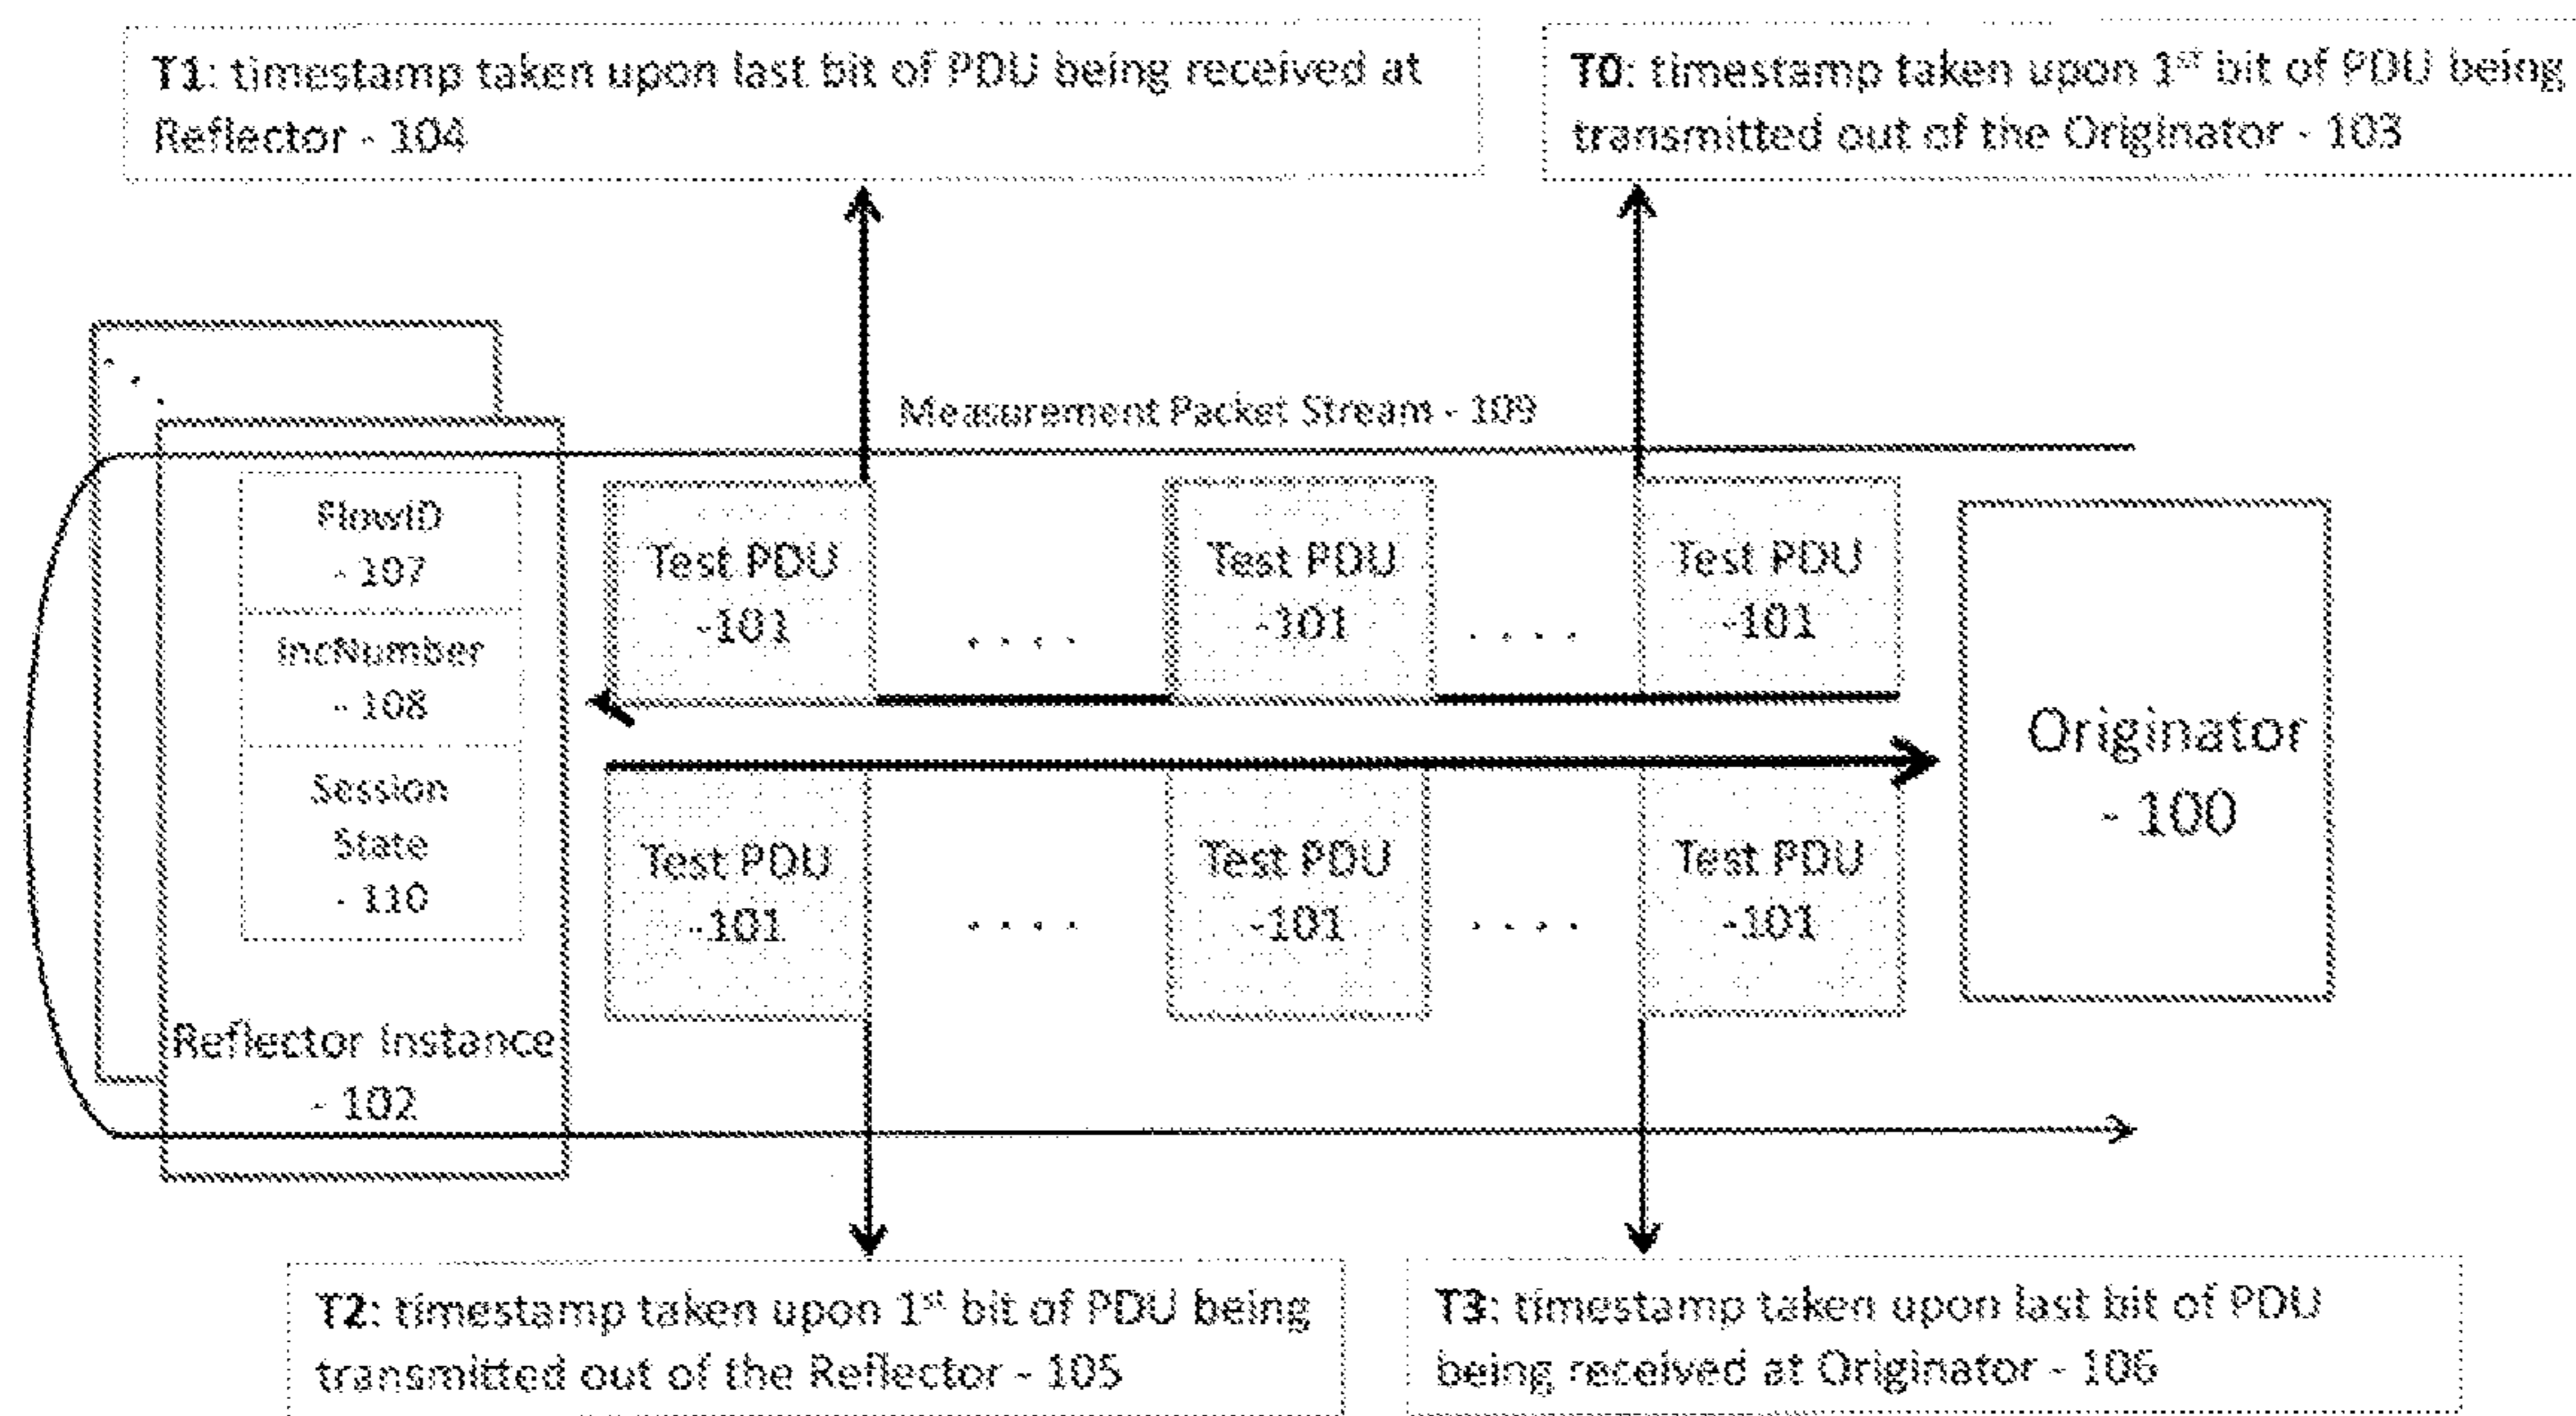 T1: timestamp taken upon last bit of PDU being received at
Reflector - 104
T0: timestamp taken upon 1st bit of PDU being
transmitted out of the Originator - 103
Measurement Packet Stream - 109
FlowID
- 107
IncNumber
- 108
Session
State
- 110
Reflector Instance
- 102
Test PDU
-101
. . . .
Test PDU
-101
. . . .
Test PDU
-101
Test PDU
-101
. . . .
Test PDU
-101
. . . .
Test PDU
-101
Originator
- 100
T2: timestamp taken upon 1st bit of PDU being
transmitted out of the Reflector - 105
T3: timestamp taken upon last bit of PDU
being received at Originator - 106